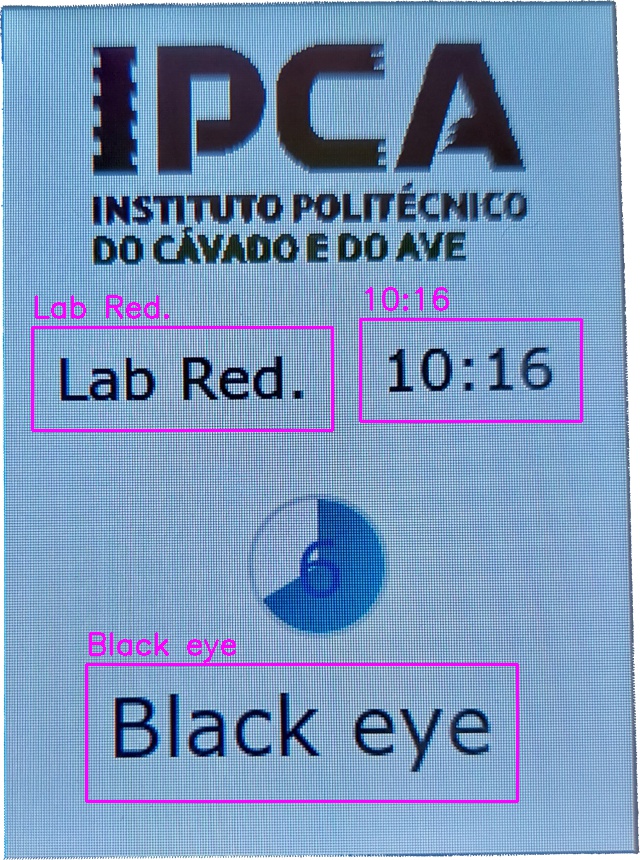 IPCA
INSTITUTO POLITÉCNICO
DO CÁVADO E DO AVE
Lab Red. 10:16
Lab Red. 10:16
6
Black eye
Black eye